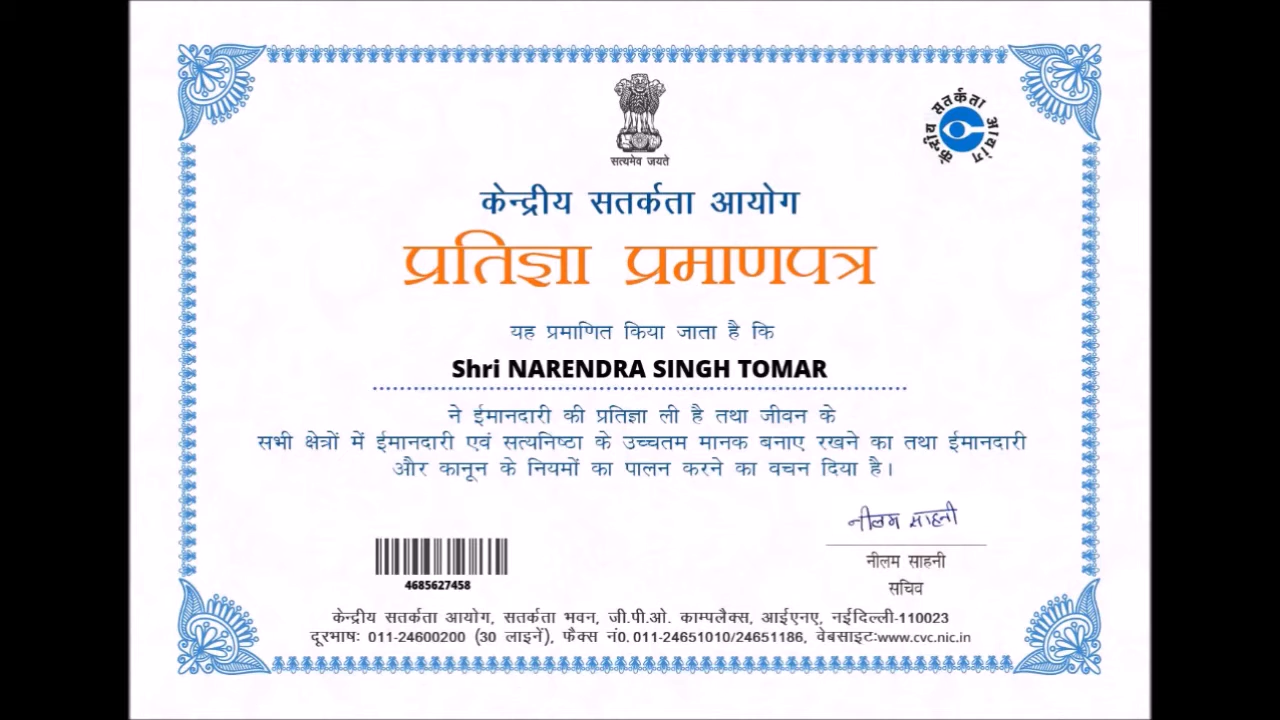 सत्यमेव जयते
केन्द्रीय सतर्कता आयोग
केन्द्रीय सतर्कता आयोग
प्रतिज्ञा प्रमाणपत्र
यह प्रमाणित किया जाता है कि
Shri NARENDRA SINGH TOMAR
ने ईमानदारी की प्रतिज्ञा ली है तथा जीवन के
सभी क्षेत्रों में ईमानदारी एवं सत्यनिष्ठा के उच्चतम मानक बनाए रखने का तथा ईमानदारी
और कानून के नियमों का पालन करने का वचन दिया है।
नीलम साहनी
नीलम साहनी
सचिव
4685627458
केन्द्रीय सतर्कता आयोग, सतर्कता भवन, जी.पी.ओ. काम्पलैक्स, आईएनए, नईदिल्ली-110023
दूरभाषः 011-24600200 (30 लाइनें), फैक्स नं0. 011-24651010/24651186, वेबसाइटःwww.cvc.nic.in